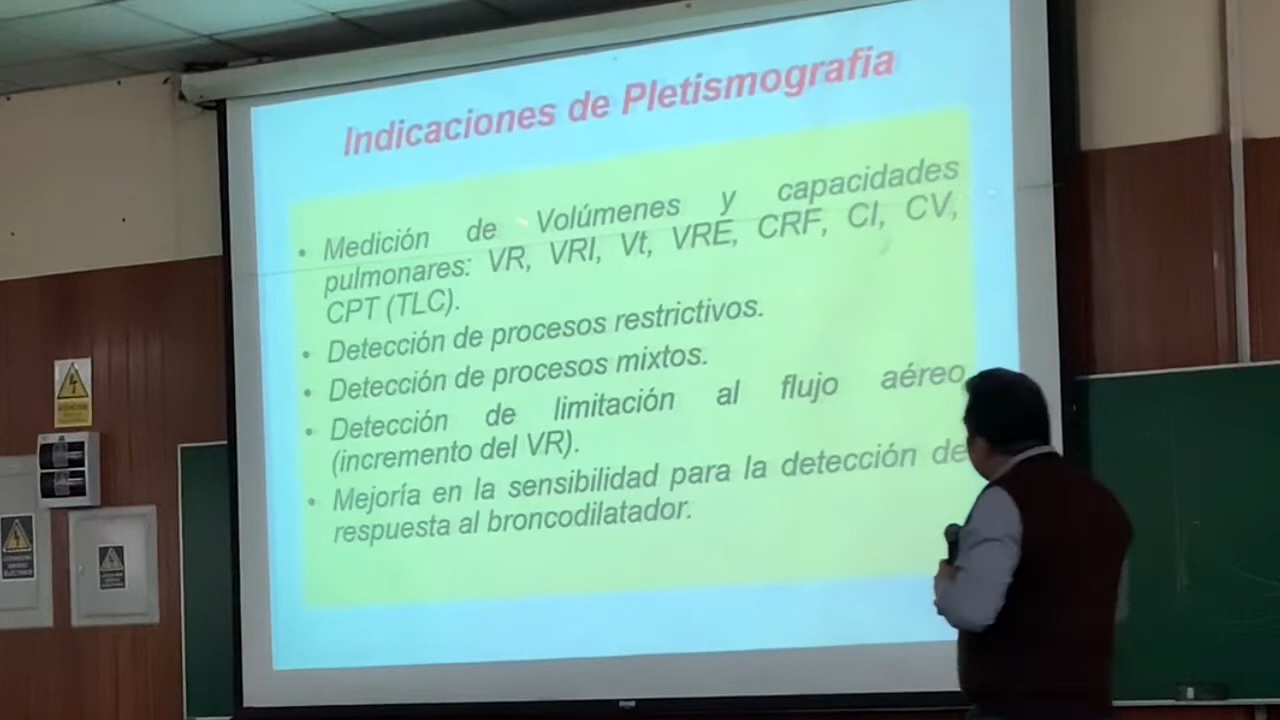 Indicaciones de Pletismografia
• Medición de Volúmenes y capacidades
pulmonares: VR, VRI, Vt, VRE, CRF, CI, CV,
CPT (TLC).
• Detección de procesos restrictivos.
• Detección de procesos mixtos.
• Detección de limitación al flujo aéreo
(incremento del VR).
• Mejoría en la sensibilidad para la detección de
respuesta al broncodilatador.